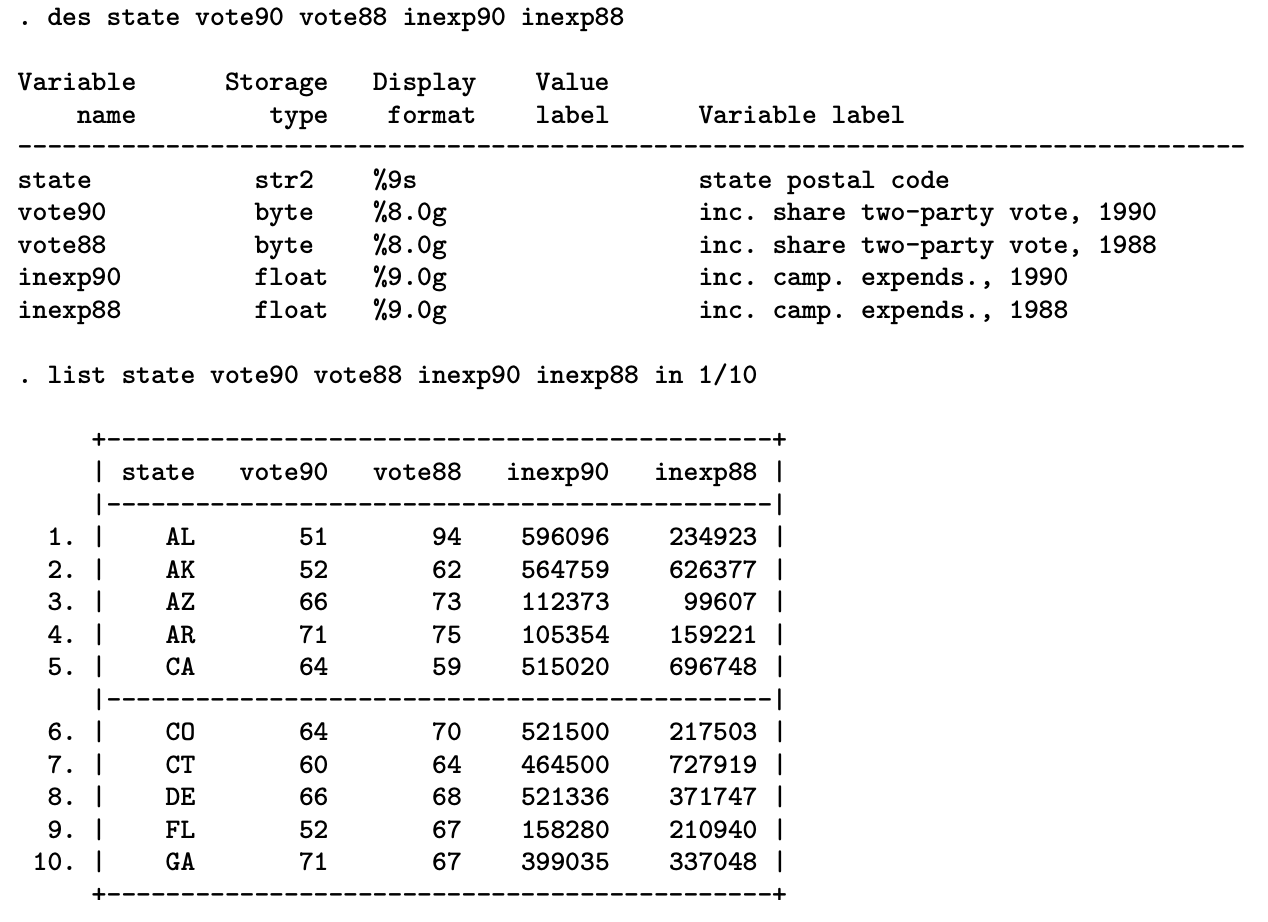 . des state vote90 vote88 inexp90 inexp88
Variable Storage Display Value
name type format label Variable label
-----------------------------------------------------------------------------------
state str2 %9s state postal code
vote90 byte %8.0g inc. share two-party vote, 1990
vote88 byte %8.0g inc. share two-party vote, 1988
inexp90 float %9.0g inc. camp. expends., 1990
inexp88 float %9.0g inc. camp. expends., 1988
. list state vote90 vote88 inexp90 inexp88 in 1/10
+---------------------------------------------+
| state vote90 vote88 inexp90 inexp88 |
|---------------------------------------------|
1. | AL 51 94 596096 234923 |
2. | AK 52 62 564759 626377 |
3. | AZ 66 73 112373 99607 |
4. | AR 71 75 105354 159221 |
5. | CA 64 59 515020 696748 |
|---------------------------------------------|
6. | CO 64 70 521500 217503 |
7. | CT 60 64 464500 727919 |
8. | DE 66 68 521336 371747 |
9. | FL 52 67 158280 210940 |
10. | GA 71 67 399035 337048 |
+---------------------------------------------+